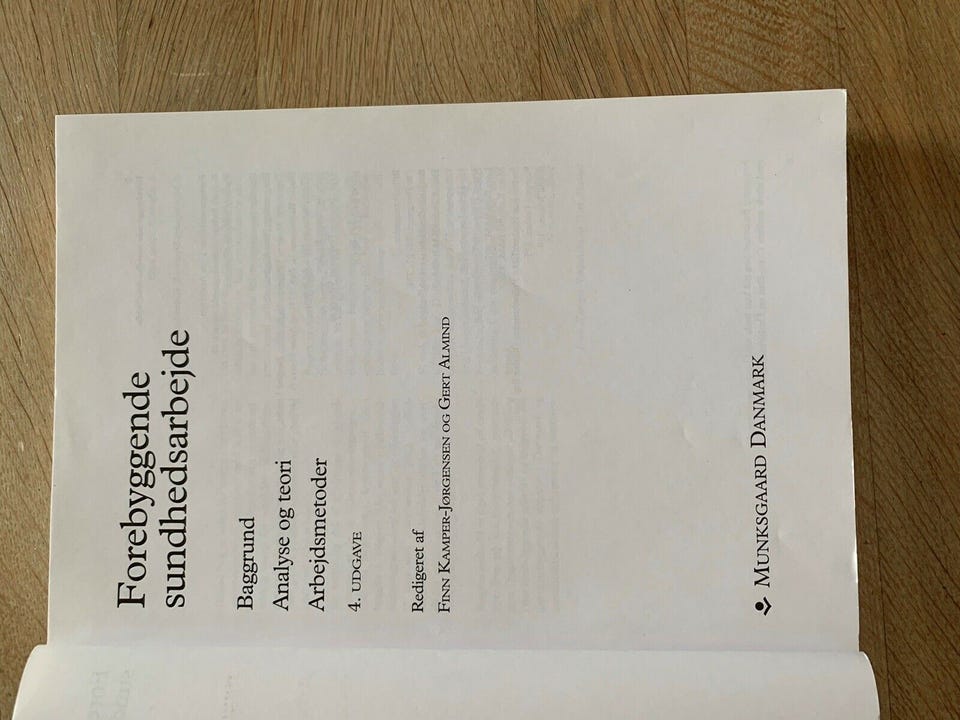 Forebyggende
sundhedsarbejde
Baggrund
Analyse og teori
Arbejdsmetoder
4. UDGAVE
Redigeret af
FINN KAMPER-JØRGENSEN OG GERT ALMIND
MUNKSGAARD DANMARK